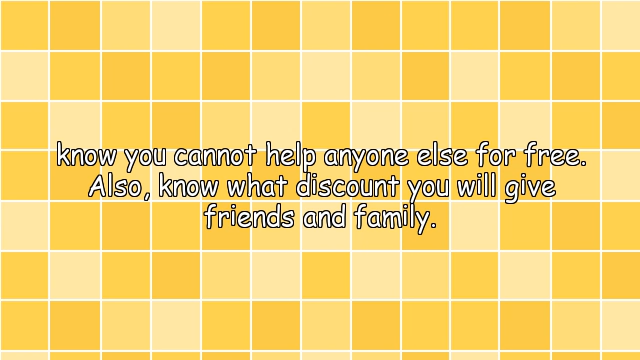 know you cannot help anyone else for free.
Also, know what discount you will give
friends and family.